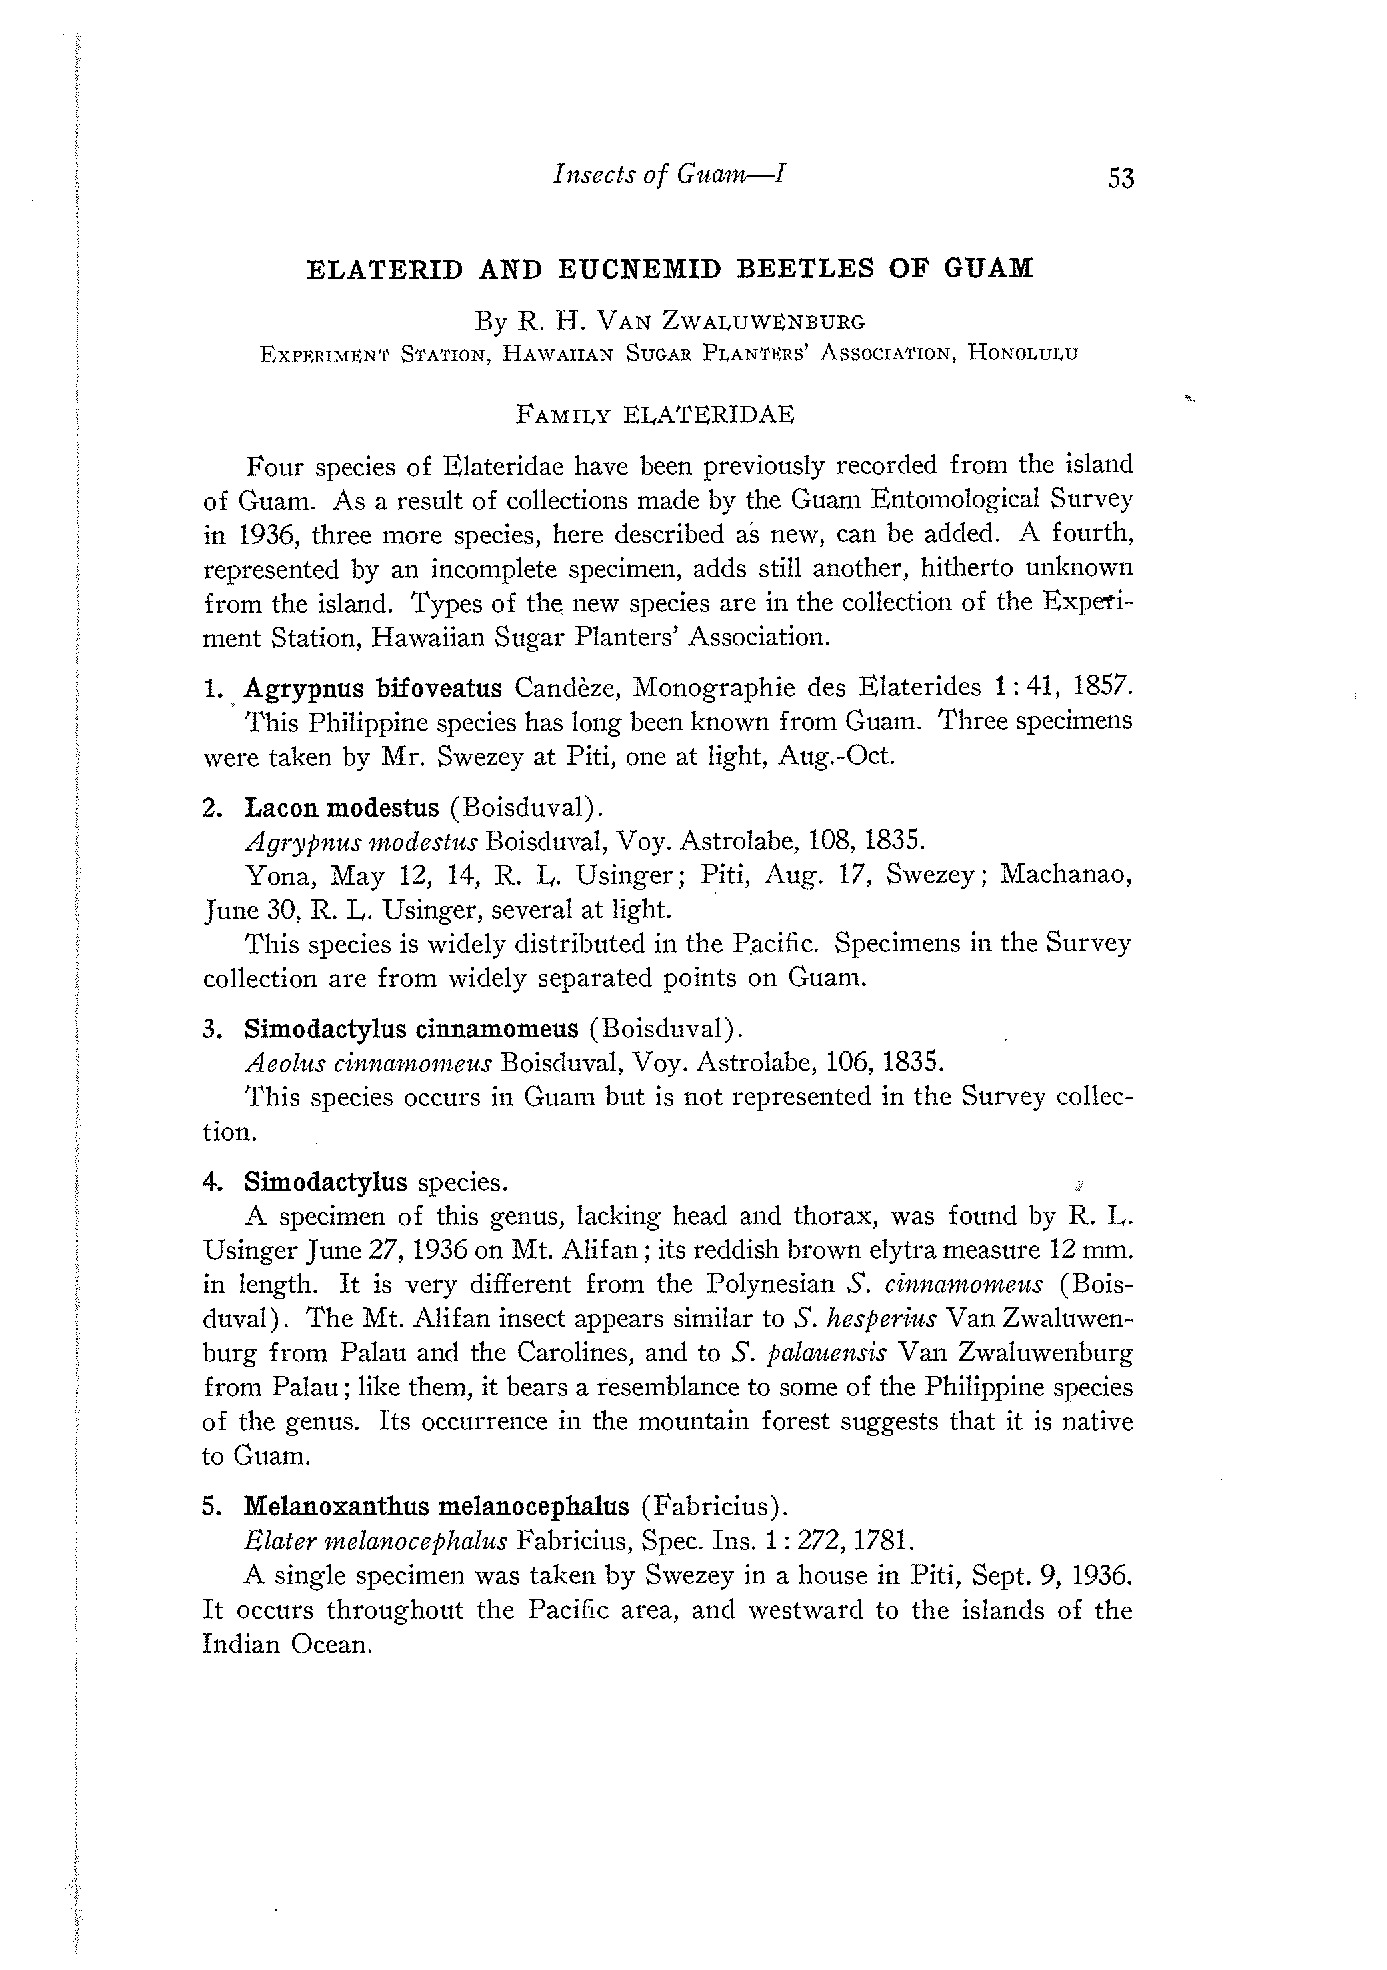 Insects of Guam—I 53
ELATERID AND EUCNEMID BEETLES OF GUAM
By R. H. VAN ZWALUWENBURG
EXPERIMENT STATION, HAWAIIAN SUGAR PLANTERS' ASSOCIATION, HONOLULU
FAMILY ELATERIDAE
Four species of Elateridae have been previously recorded from the island
of Guam. As a result of collections made by the Guam Entomological Survey
in 1936, three more species, here described as new, can be added. A fourth,
represented by an incomplete specimen, adds still another, hitherto unknown
from the island. Types of the new species are in the collection of the Experi-
ment Station, Hawaiian Sugar Planters' Association.
1. Agrypnus bifoveatus Candèze, Monographie des Elaterides 1: 41, 1857.
This Philippine species has long been known from Guam. Three specimens
were taken by Mr. Swezey at Piti, one at light, Aug.-Oct.
2. Lacon modestus (Boisduval).
Agrypnus modestus Boisduval, Voy. Astrolabe, 108, 1835.
Yona, May 12, 14, R. L. Usinger; Piti, Aug. 17, Swezey; Machanao,
June 30, R. L. Usinger, several at light.
This species is widely distributed in the Pacific. Specimens in the Survey
collection are from widely separated points on Guam.
3. Simodactylus cinnamomeus (Boisduval).
Aeolus cinnamomeus Boisduval, Voy. Astrolabe, 106, 1835.
This species occurs in Guam but is not represented in the Survey collec-
tion.
4. Simodactylus species.
A specimen of this genus, lacking head and thorax, was found by R. L.
Usinger June 27, 1936 on Mt. Alifan; its reddish brown elytra measure 12 mm.
in length. It is very different from the Polynesian S. cinnamomeus (Bois-
duval). The Mt. Alifan insect appears similar to S. hesperius Van Zwaluwen-
burg from Palau and the Carolines, and to S. palauensis Van Zwaluwenburg
from Palau; like them, it bears a resemblance to some of the Philippine species
of the genus. Its occurrence in the mountain forest suggests that it is native
to Guam.
5. Melanoxanthus melanocephalus (Fabricius).
Elater melanocephalus Fabricius, Spec. Ins. 1: 272, 1781.
A single specimen was taken by Swezey in a house in Piti, Sept. 9, 1936.
It occurs throughout the Pacific area, and westward to the islands of the
Indian Ocean.